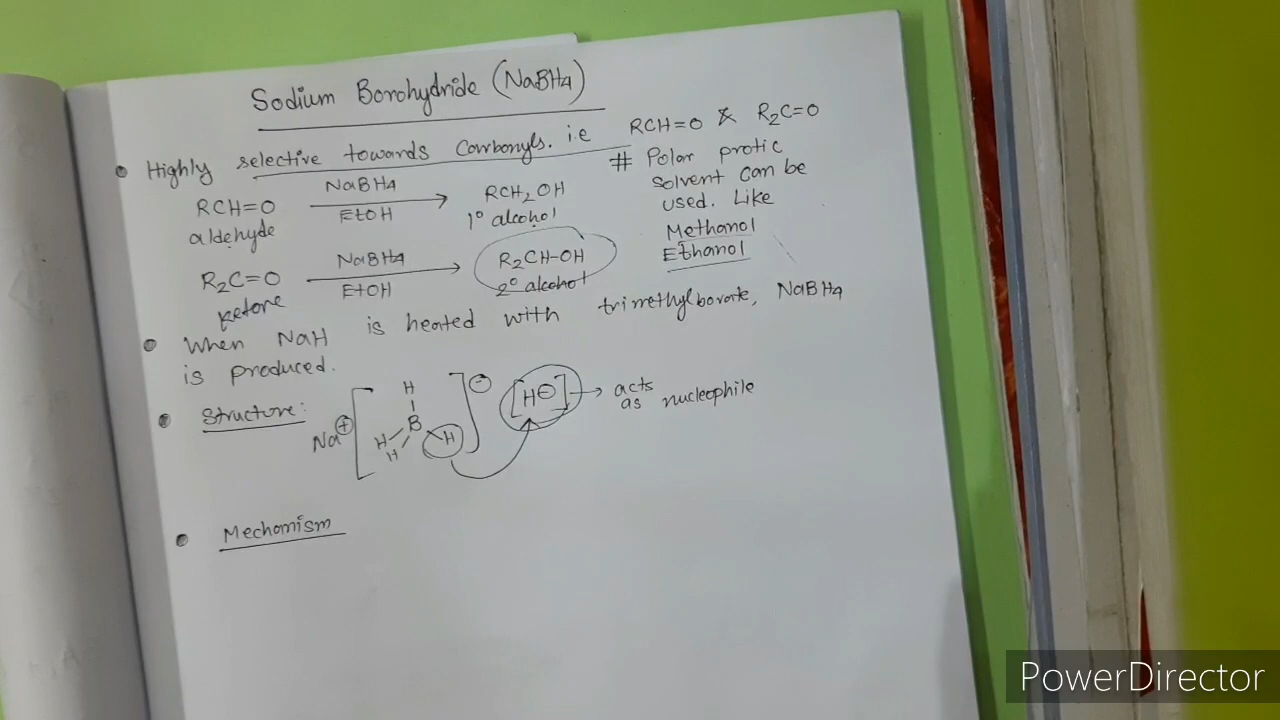 Sodium Borohydride (NaBH4)
• Highly selective towards Carbonyls. i.e RCH=O & R2C=O
RCH=O NaBH4 EtOH → RCH2OH
aldehyde 1° alcohol
# Polar protic
solvent can be
used. Like
Methanol
Ethanol
R2C=O NaBH4 EtOH → R2CH-OH
ketone 2° alcohol
• When NaH is heated with trimethylborate, NaBH4
is produced.
• Structure: Na⊕ [H B H H H]⊖ [H⊖] → acts
as nucleophile
• Mechanism
PowerDirector